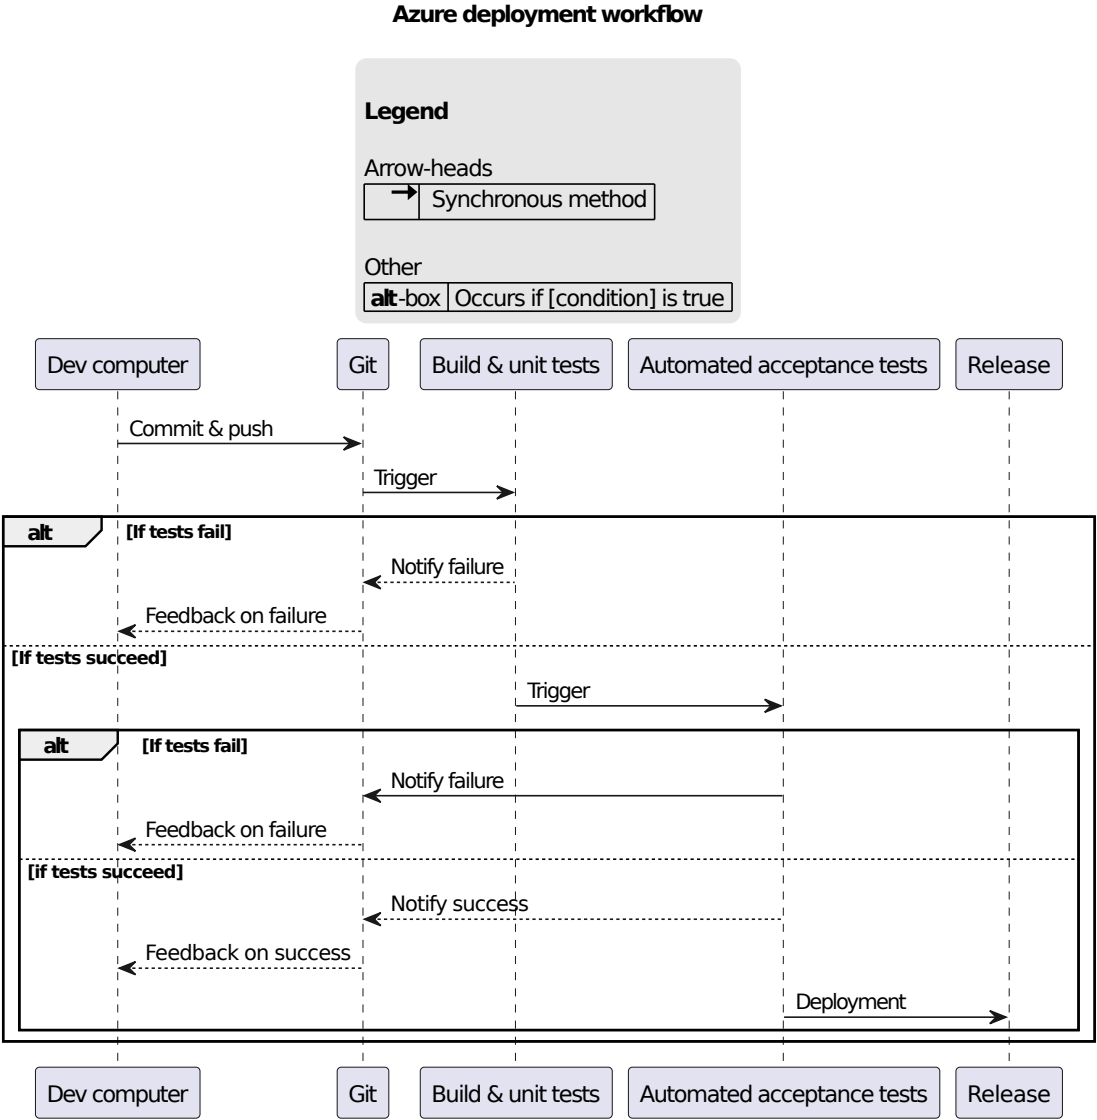 Azure deployment workflow
Legend
Arrow-heads
→ Synchronous method
Other
alt-box Occurs if [condition] is true
Dev computer Git Build & unit tests Automated acceptance tests Release
Commit & push
Trigger
alt [If tests fail]
Notify failure
Feedback on failure
[If tests succeed]
Trigger
alt [If tests fail]
Notify failure
Feedback on failure
[if tests succeed]
Notify success
Feedback on success
Deployment
Dev computer Git Build & unit tests Automated acceptance tests Release